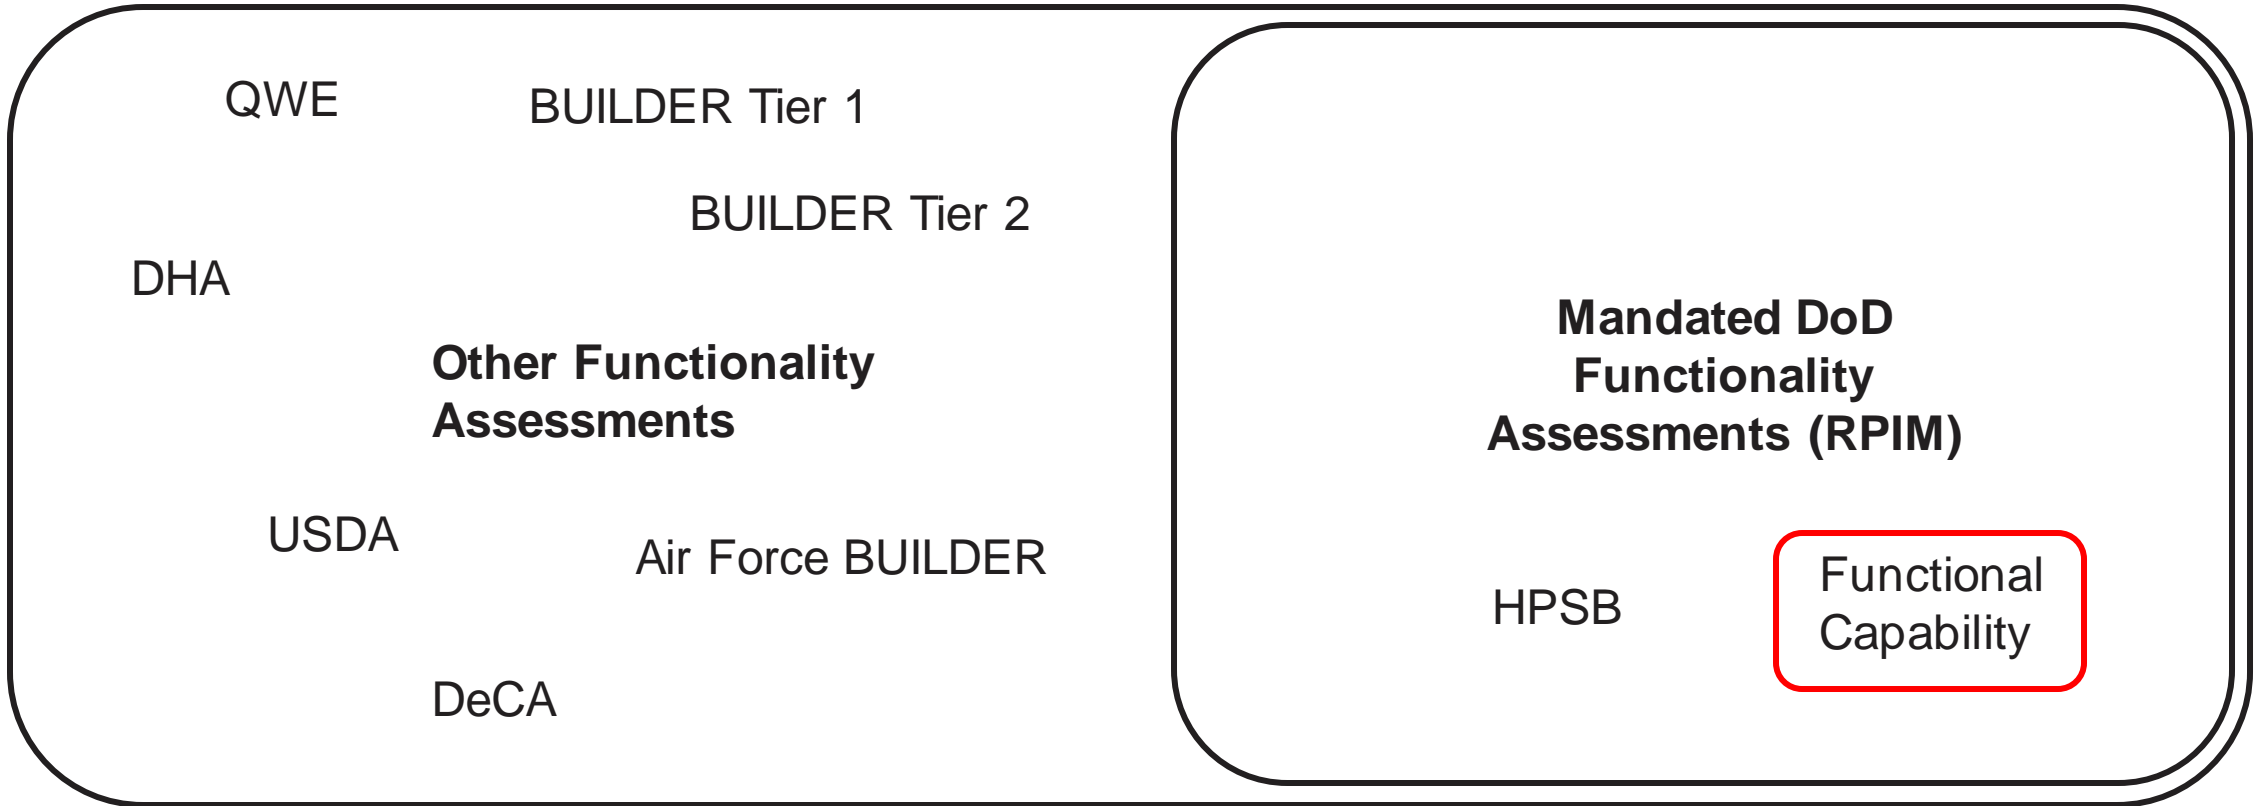 QWE
BUILDER Tier 1
BUILDER Tier 2
DHA
Other Functionality
Assessments
USDA
Air Force BUILDER
DeCA
Mandated DoD
Functionality
Assessments (RPIM)
HPSB
Functional
Capability